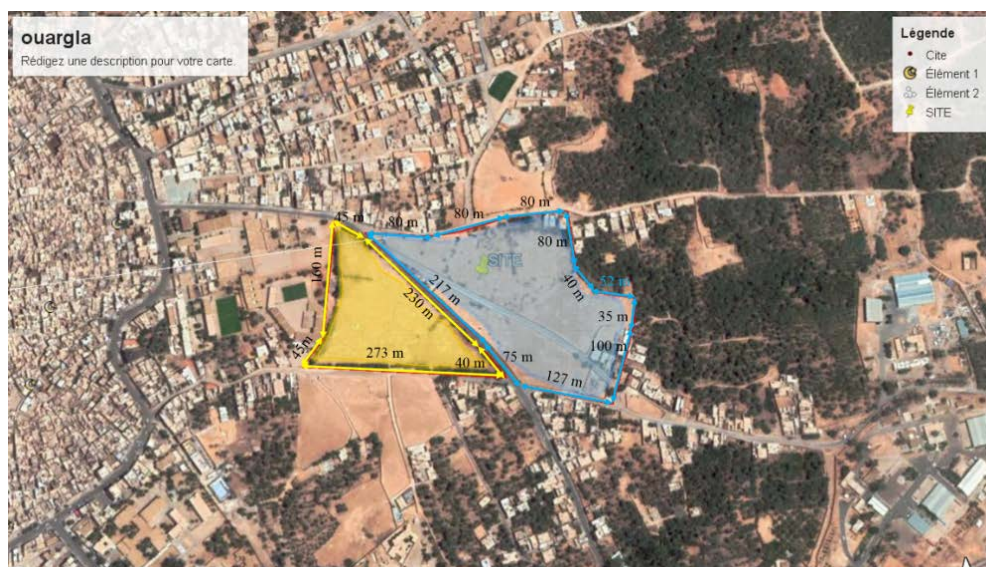 ouargla
Rédigez une description pour votre carte.
Légende
Cite
Élément 1
Élément 2
SITE
45 m
80 m
80 m
80 m
160 m
80 m
SITE
40 m
52 m
217 m
230 m
35 m
100 m
45m
273 m
40 m
75 m
127 m